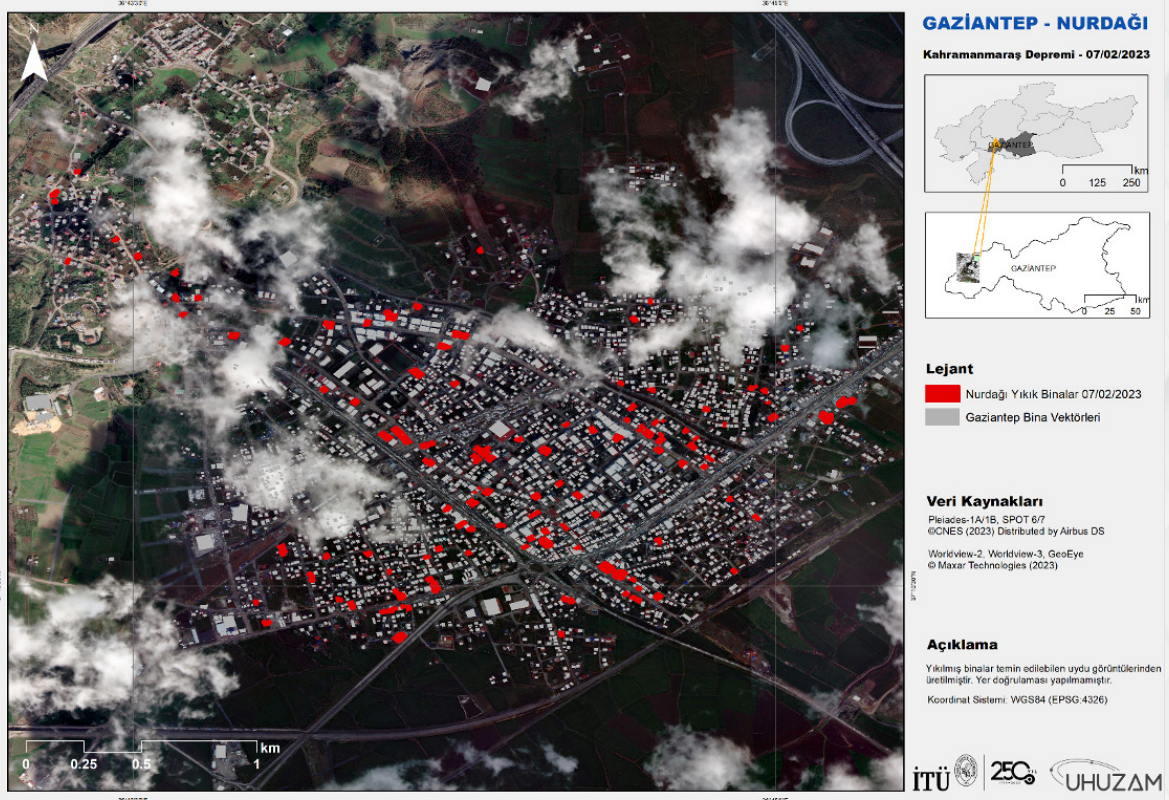 GAZİANTEP - NURDAĞI
Kahramanmaraş Depremi - 07/02/2023
GAZİANTEP
km
0 125 250
GAZİANTEP
km
0 25 50
Lejant
Nurdağı Yıkık Binalar 07/02/2023
Gaziantep Bina Vektörleri
Veri Kaynakları
Pleiades-1A/1B, SPOT 6/7
©CNES (2023) Distributed by Airbus DS
Worldview-2, Worldview-3, GeoEye
© Maxar Technologies (2023)
Açıklama
Yıkılmış binalar temin edilebilen uydu görüntülerinden
üretilmiştir. Yer doğrulaması yapılmamıştır.
Koordinat Sistemi: WGS84 (EPSG:4326)
km
0 0.25 0.5 1
İTÜ
250
UHUZAM